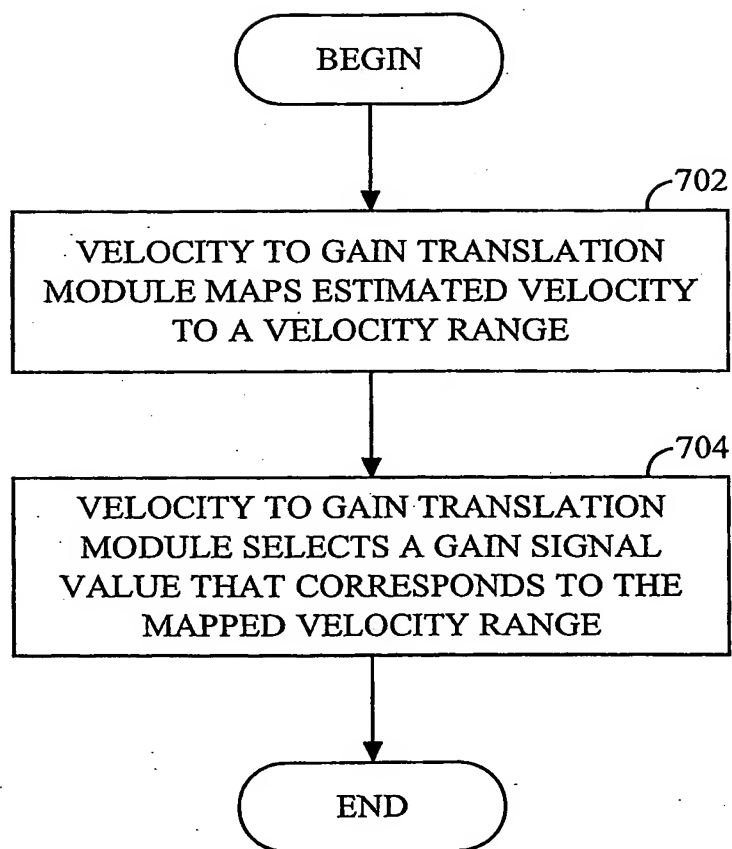 BEGIN
702
VELOCITY TO GAIN TRANSLATION
MODULE MAPS ESTIMATED VELOCITY
TO A VELOCITY RANGE
704
VELOCITY TO GAIN TRANSLATION
MODULE SELECTS A GAIN SIGNAL
VALUE THAT CORRESPONDS TO THE
MAPPED VELOCITY RANGE
END